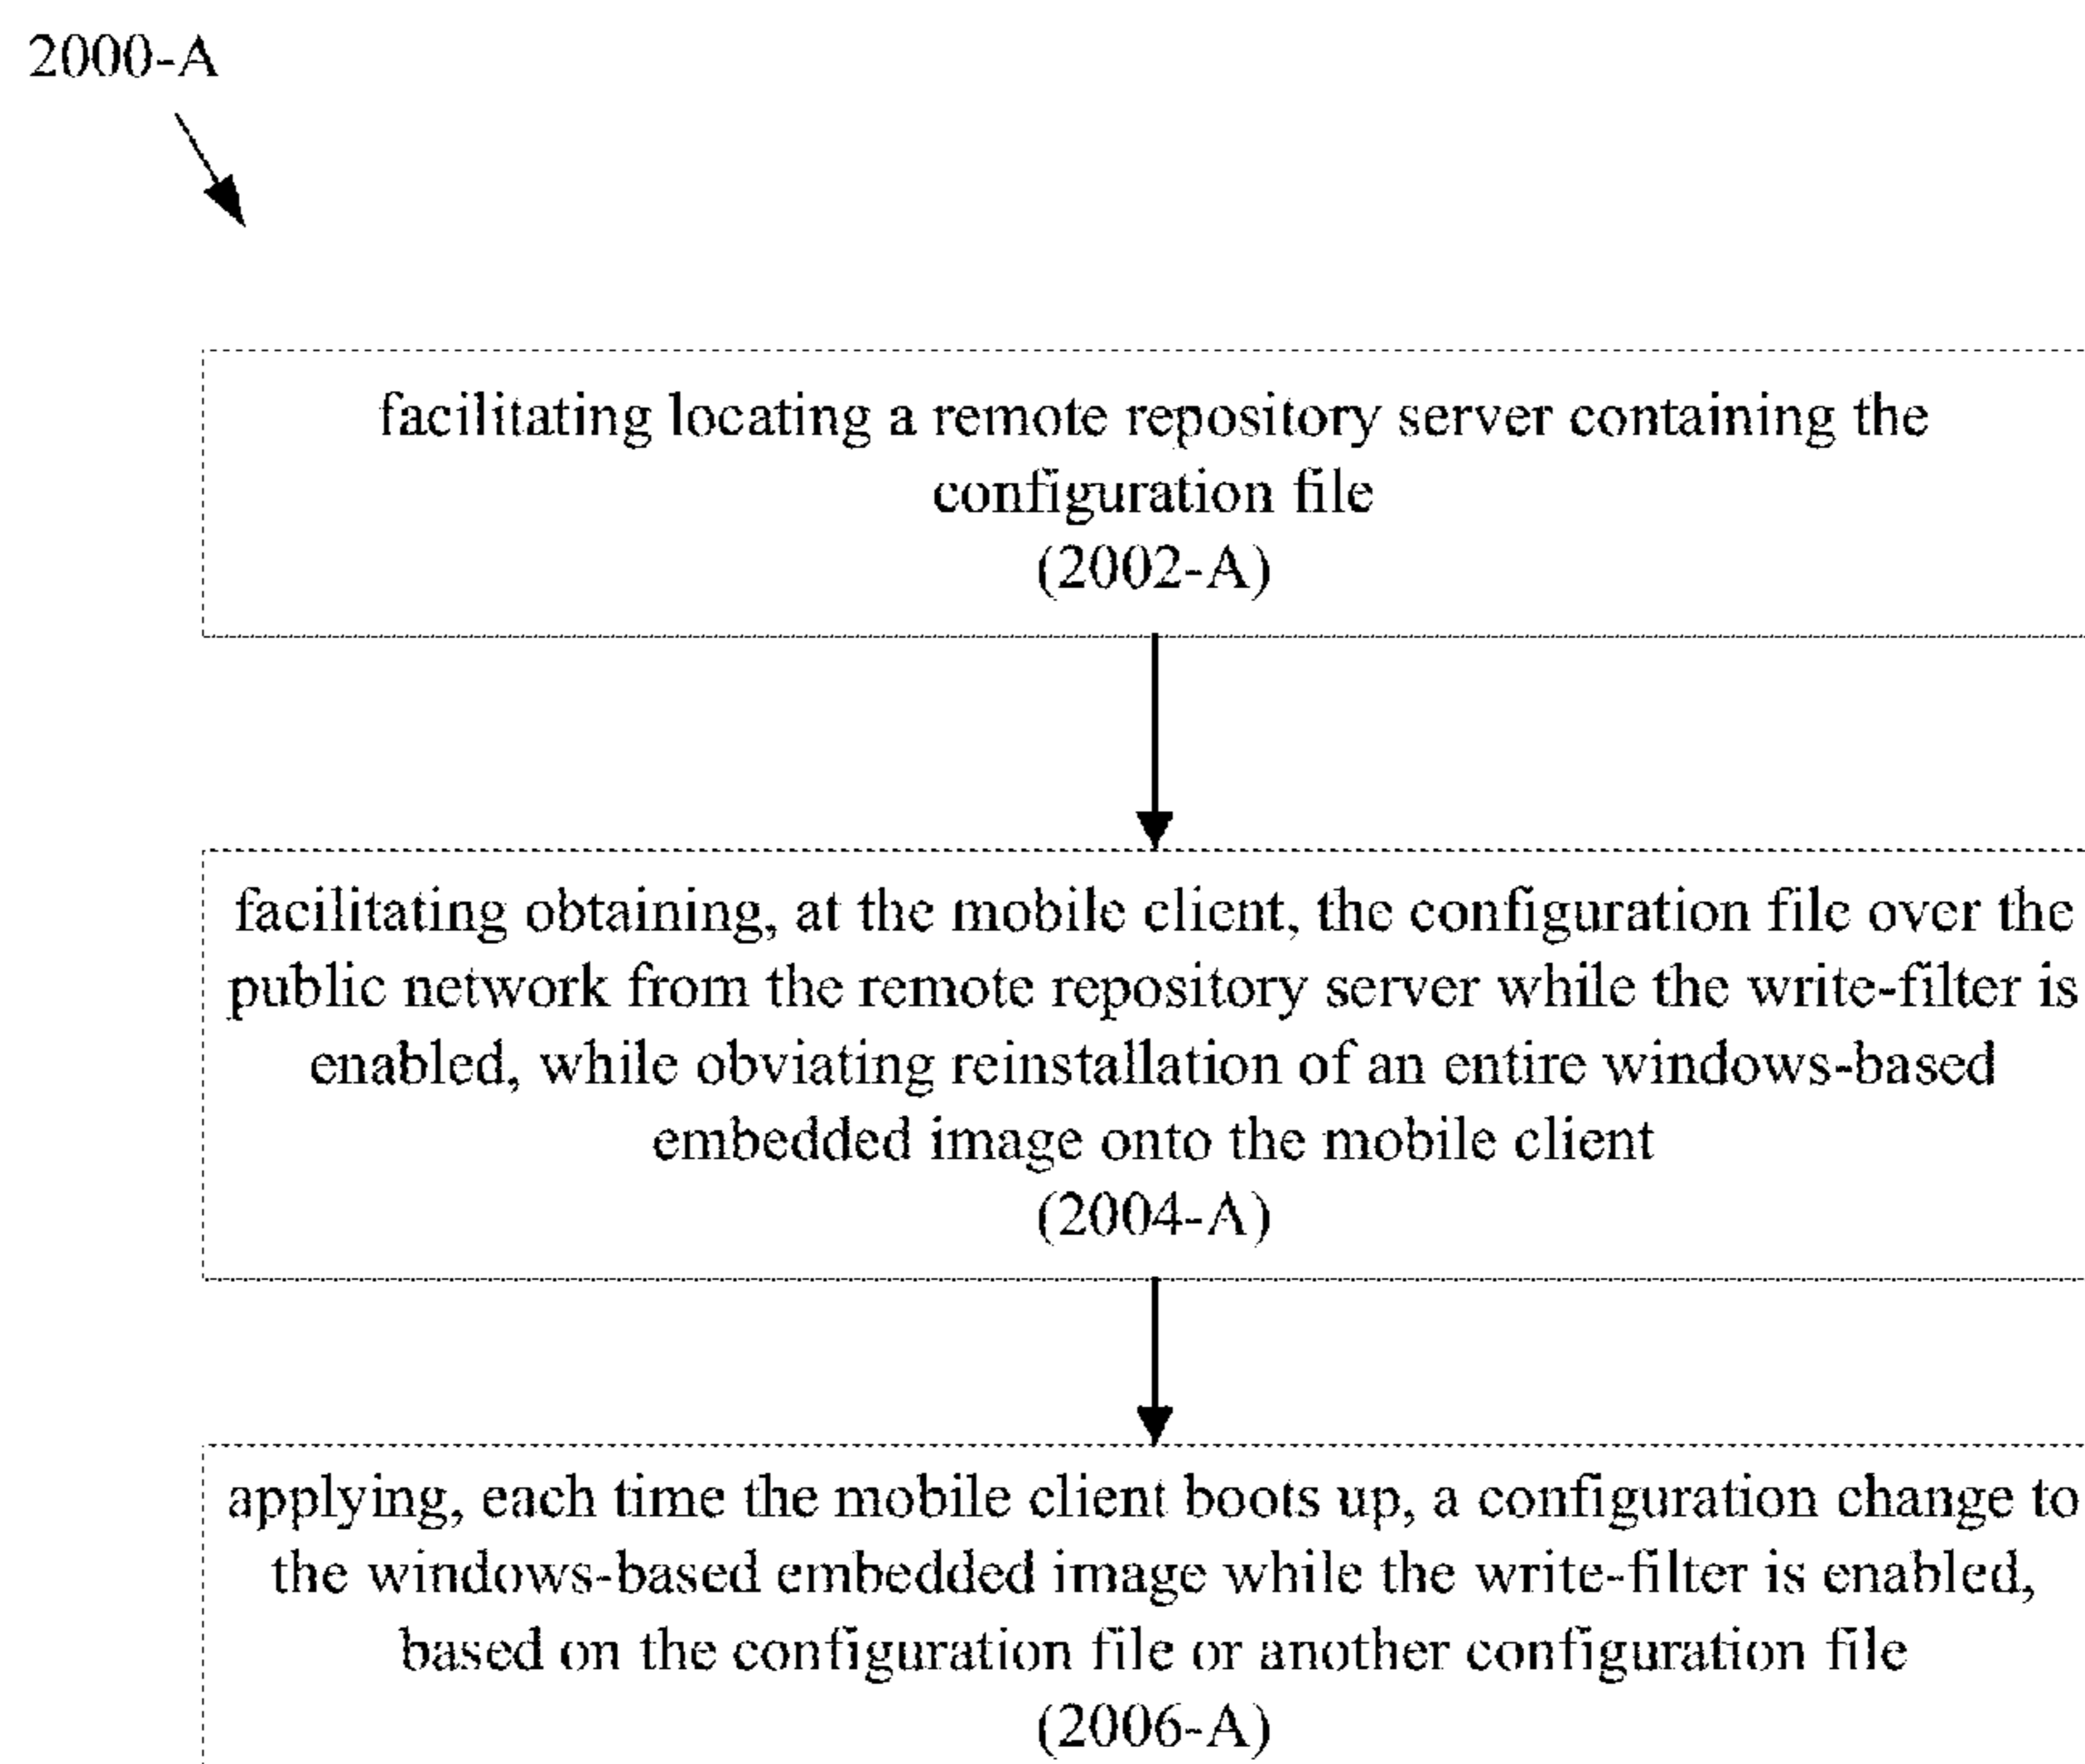 2000-A
facilitating locating a remote repository server containing the
configuration file
(2002-A)
facilitating obtaining, at the mobile client, the configuration file over the
public network from the remote repository server while the write-filter is
enabled, while obviating reinstallation of an entire windows-based
embedded image onto the mobile client
(2004-A)
applying, each time the mobile client boots up, a configuration change to
the windows-based embedded image while the write-filter is enabled,
based on the configuration file or another configuration file
(2006-A)